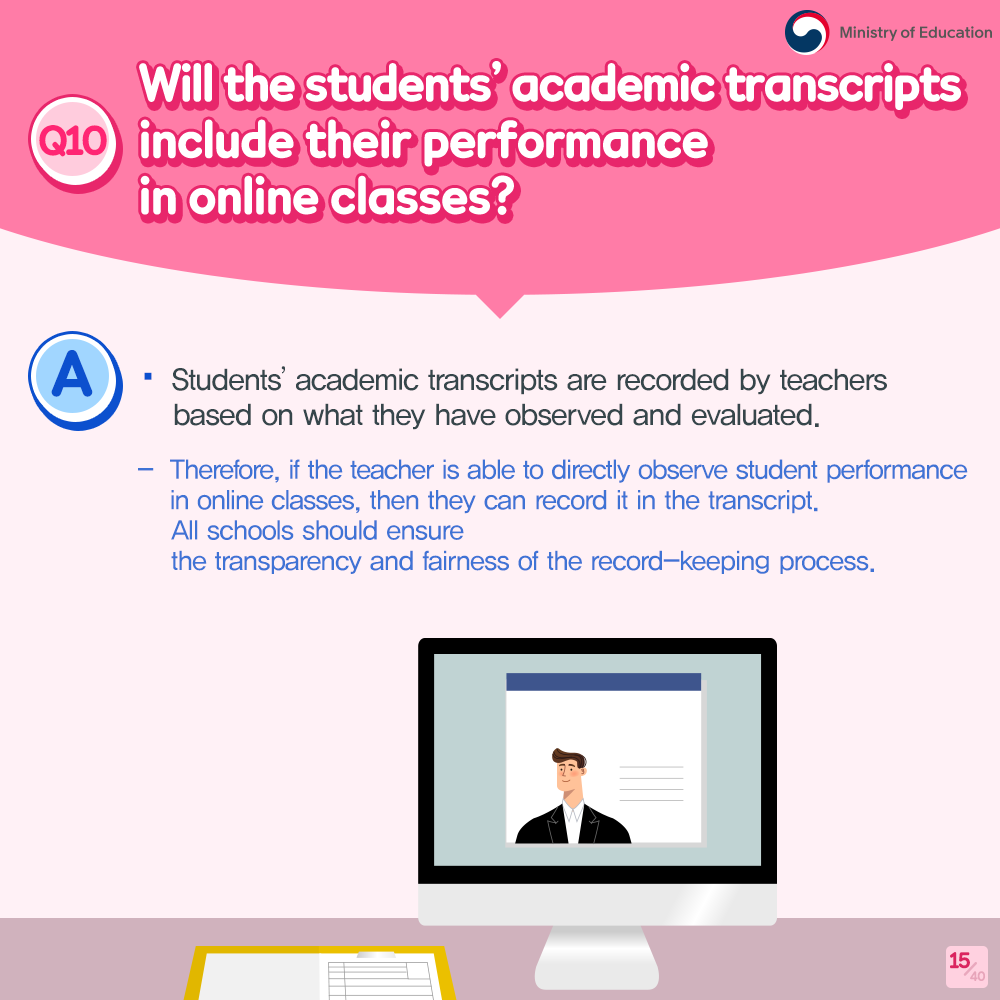 Ministry of Education
Will the students’ academic transcripts
Q10
include their performance
in online classes?
A
▪ Students’ academic transcripts are recorded by teachers
based on what they have observed and evaluated.
– Therefore, if the teacher is able to directly observe student performance
in online classes, then they can record it in the transcript.
All schools should ensure
the transparency and fairness of the record–keeping process.
15/40